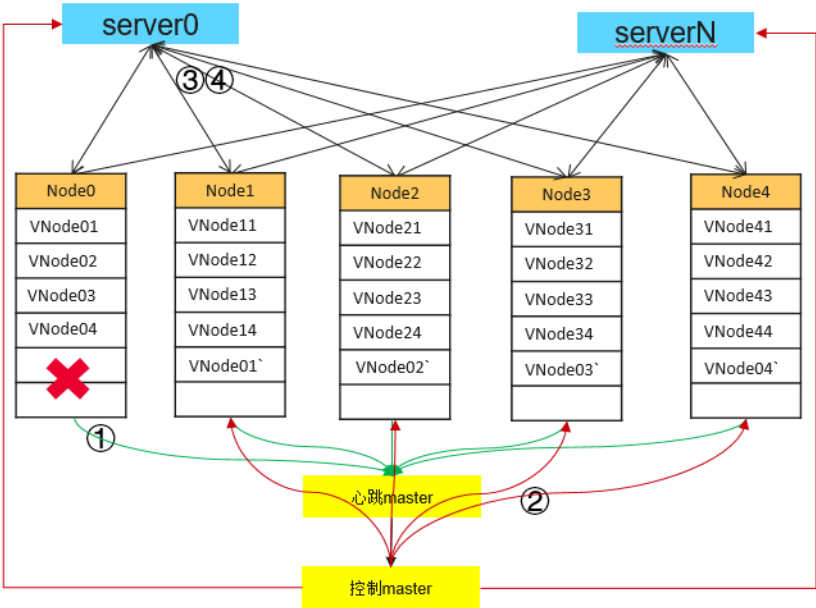 server0
serverN
③④
Node0
Node1
Node2
Node3
Node4
VNode01
VNode11
VNode21
VNode31
VNode41
VNode02
VNode12
VNode22
VNode32
VNode42
VNode03
VNode13
VNode23
VNode33
VNode43
VNode04
VNode14
VNode24
VNode34
VNode44
VNode01`
VNode02`
VNode03`
VNode04`
①
心跳master
②
控制master